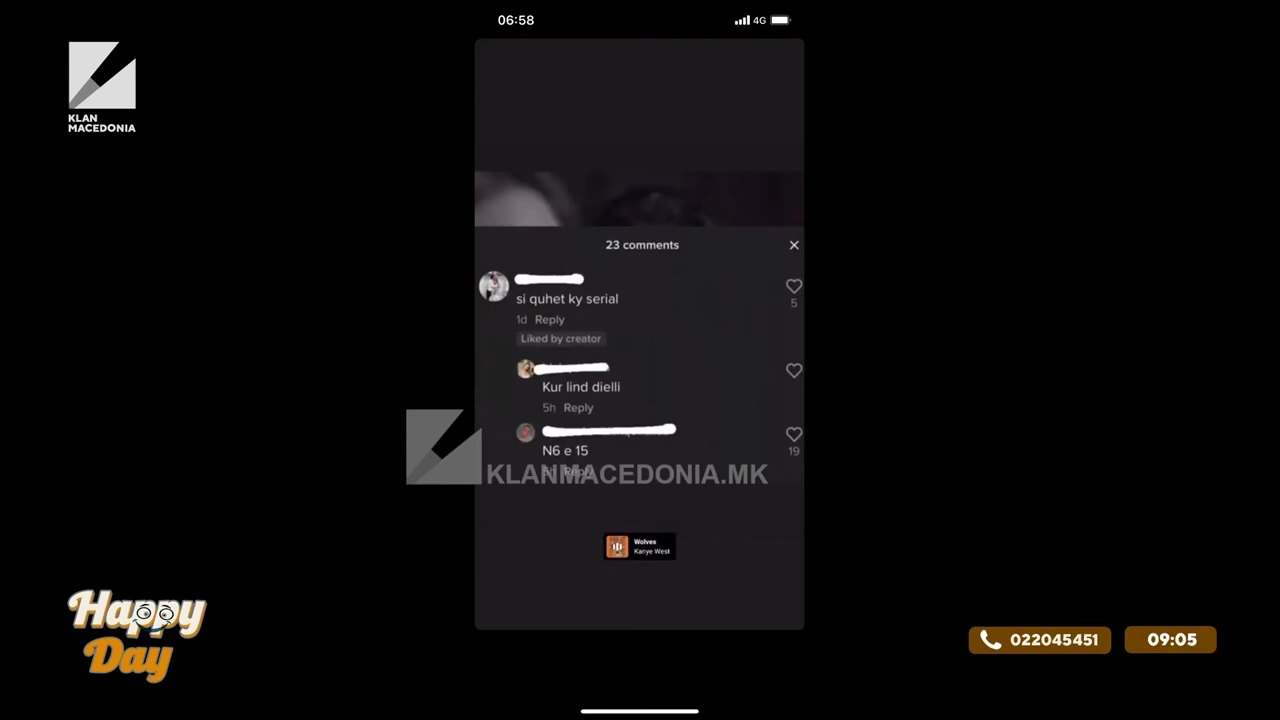 06:58
4G
KLAN
MACEDONIA
23 comments
si quhet ky serial
5
1d Reply
Liked by creator
Kur lind dielli
5h Reply
N6 e 15
19
Reply
KLANMACEDONIA.MK
Wolves
Kanye West
Happy
Day
022045451
09:05